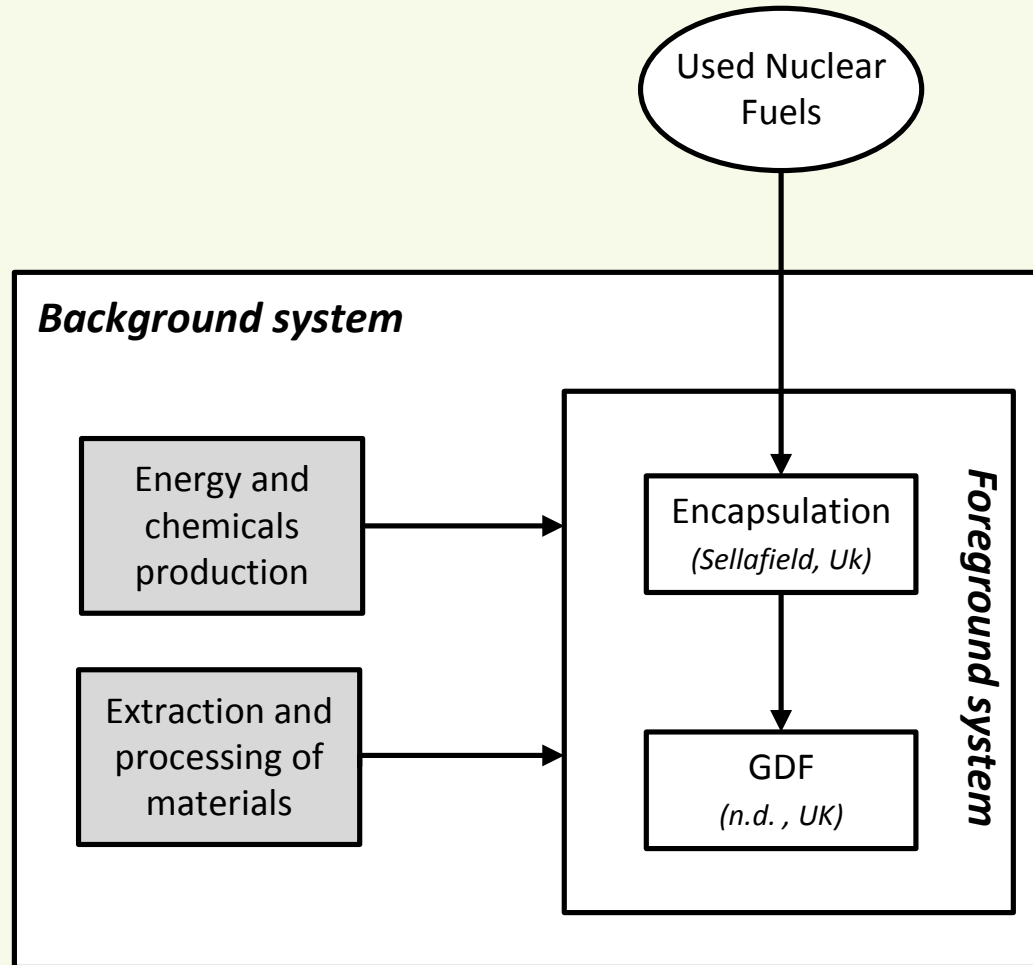 Used Nuclear
Fuels
Background system
Energy and
chemicals
production
Encapsulation
(Sellafield, Uk)
Foreground system
Extraction and
processing of
materials
GDF
(n.d. , UK)